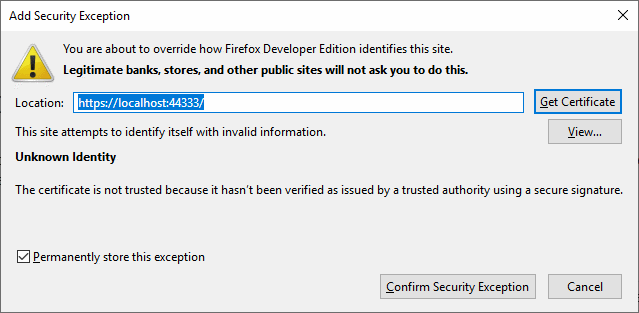 Add Security Exception
You are about to override how Firefox Developer Edition identifies this site.
Legitimate banks, stores, and other public sites will not ask you to do this.
Location: https://localhost:44333/ Get Certificate
This site attempts to identify itself with invalid information. View...
Unknown Identity
The certificate is not trusted because it hasn't been verified as issued by a trusted authority using a secure signature.
Permanently store this exception
Confirm Security Exception Cancel